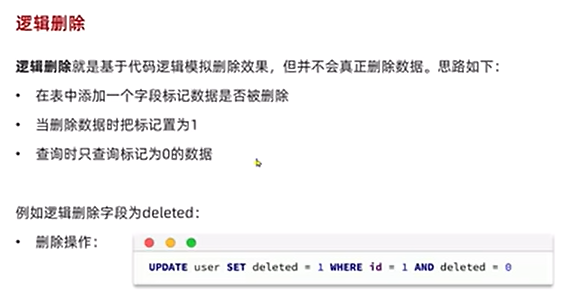 逻辑删除
逻辑删除就是基于代码逻辑模拟删除效果，但并不会真正删除数据。思路如下：
• 在表中添加一个字段标记数据是否被删除
• 当删除数据时把标记置为1
• 查询时只查询标记为0的数据
例如逻辑删除字段为deleted：
• 删除操作：
UPDATE user SET deleted = 1 WHERE id = 1 AND deleted = 0